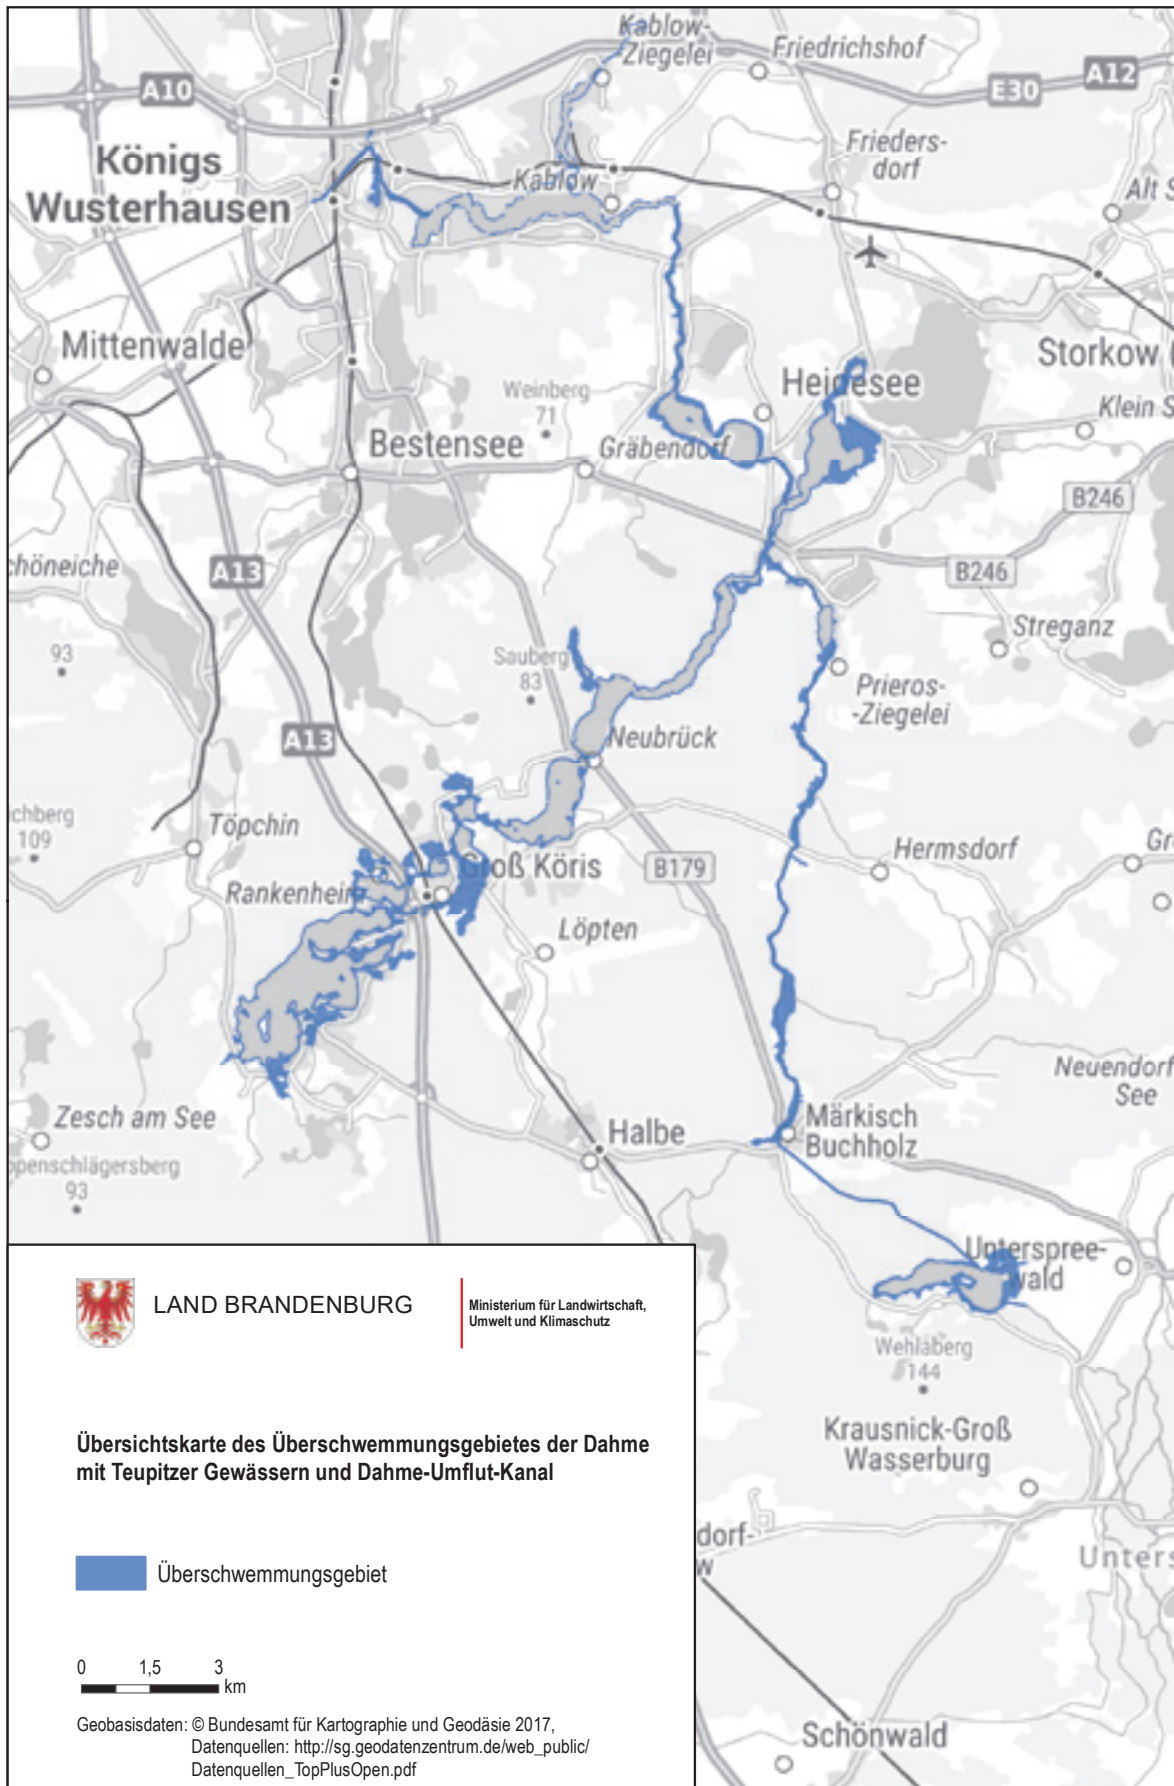 Kablow-
Ziegelei
Friedrichshof
A10
E30
A12
Königs
Wusterhausen
Frieders-
dorf
Kablow
Alt S
Mittenwalde
Storkow (
Heidesee
Weinberg
71
Klein S
Bestensee
Gräbendorf
B246
chöneiche
A13
B246
Streganz
93
Sauberg
83
Prieros-
-Ziegelei
A13
Neubrück
chberg
109
Töpchin
Hermsdorf
Gr
Groß Köris
B179
Rankenheim
Löpten
Neuendorf
See
Zesch am See
Halbe
Märkisch
Buchholz
ppenschlägersberg
93
Unterspree-
wald
Wehlaberg
144
Krausnick-Groß
Wasserburg
dorf-
w
Unters
Schönwald
LAND BRANDENBURG
Ministerium für Landwirtschaft,
Umwelt und Klimaschutz
Übersichtskarte des Überschwemmungsgebietes der Dahme
mit Teupitzer Gewässern und Dahme-Umflut-Kanal
Überschwemmungsgebiet
0 1,5 3
km
Geobasisdaten: © Bundesamt für Kartographie und Geodäsie 2017,
Datenquellen: http://sg.geodatenzentrum.de/web_public/
Datenquellen_TopPlusOpen.pdf